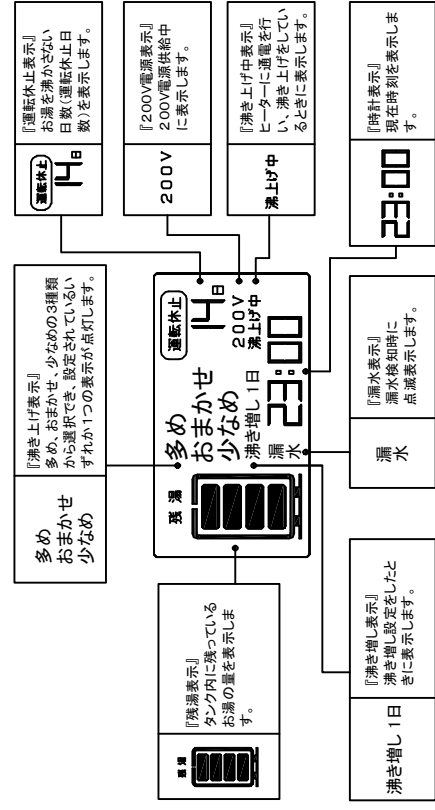 多め
おまかせ
少なめ
『沸き上げ表示』
多め、おまかせ、少なめの3種類
から選択でき、設定されているい
ずれか1つの表示が点灯します。
運転休止
14日
『運転休止表示』
お湯を沸かさない
日数(運転休止日
数)を表示します。
200V
『200V電源表示』
200V電源供給中
に表示します。
沸上げ中
『沸き上げ中表示』
ヒーターに通電を行
い、沸き上げをしてい
るときに表示します。
残湯
『残湯表示』
タンク内に残っている
お湯の量を表示しま
す。
残湯
多め
おまかせ
少なめ
沸き増し1日
漏水
運転休止
14日
200V
沸上げ中
23:00
沸き増し1日
『沸き増し表示』
沸き増し設定をしたと
きに表示します。
漏水
『漏水表示』
漏水検知時に
点滅表示します。
23:00
『時計表示』
現在時刻を表示しま
す。